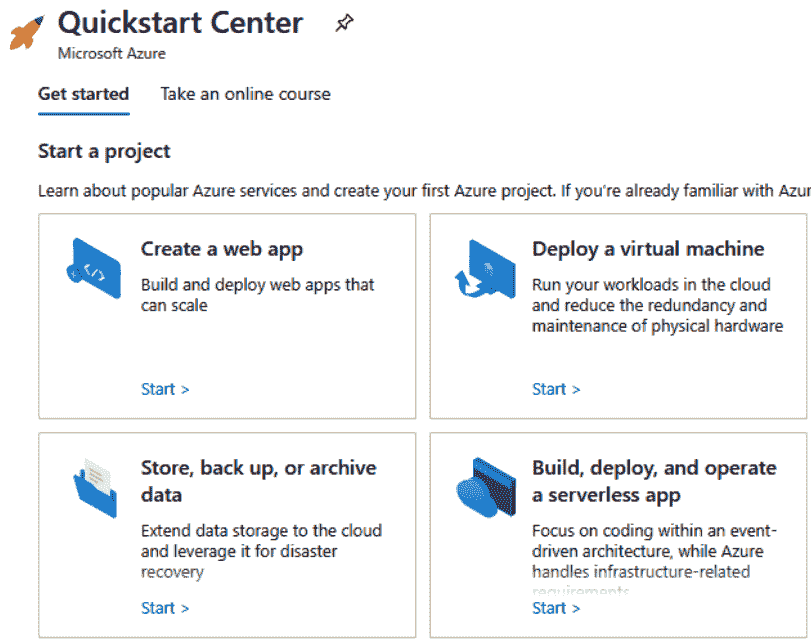 Quickstart Center
Microsoft Azure
Get started Take an online course
Start a project
Learn about popular Azure services and create your first Azure project. If you're already familiar with Azur
Create a web app
Build and deploy web apps that
can scale
Start >
Deploy a virtual machine
Run your workloads in the cloud
and reduce the redundancy and
maintenance of physical hardware
Start >
Store, back up, or archive
data
Extend data storage to the cloud
and leverage it for disaster
recovery
Start >
Build, deploy, and operate
a serverless app
Focus on coding within an event-
driven architecture, while Azure
handles infrastructure-related
requirements
Start >